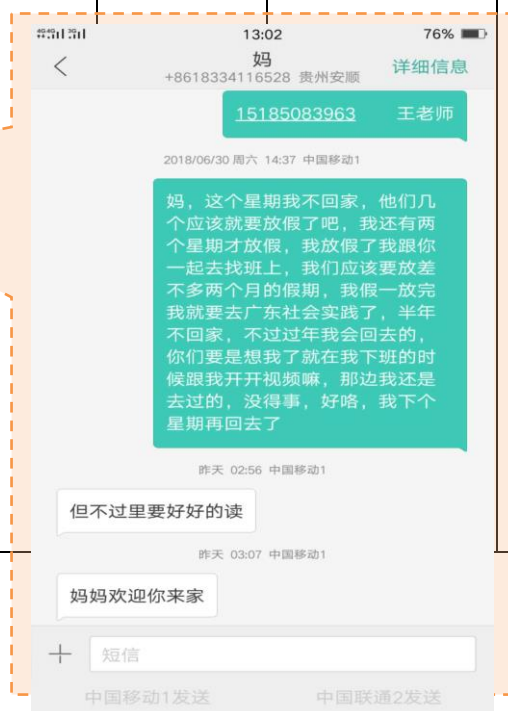 13:02
76%
妈
+8618334116528 贵州安顺
详细信息
15185083963 王老师
2018/06/30 周六 14:37 中国移动1
妈，这个星期我不回家，他们几
个应该就要放假了吧，我还有两
个星期才放假，我放假了我跟你
一起去找班上，我们应该要放差
不多两个月的假期，我假一放完
我就要去广东社会实践了，半年
不回家，不过过年我会回去的，
你们要是想我了就在我下班的时
候跟我开开视频嘛，那边我还是
去过的，没得事，好咯，我下个
星期再回去了
昨天 02:56 中国移动1
但不过里要好好的读
昨天 03:07 中国移动1
妈妈欢迎你来家
短信
中国移动1发送
中国联通2发送